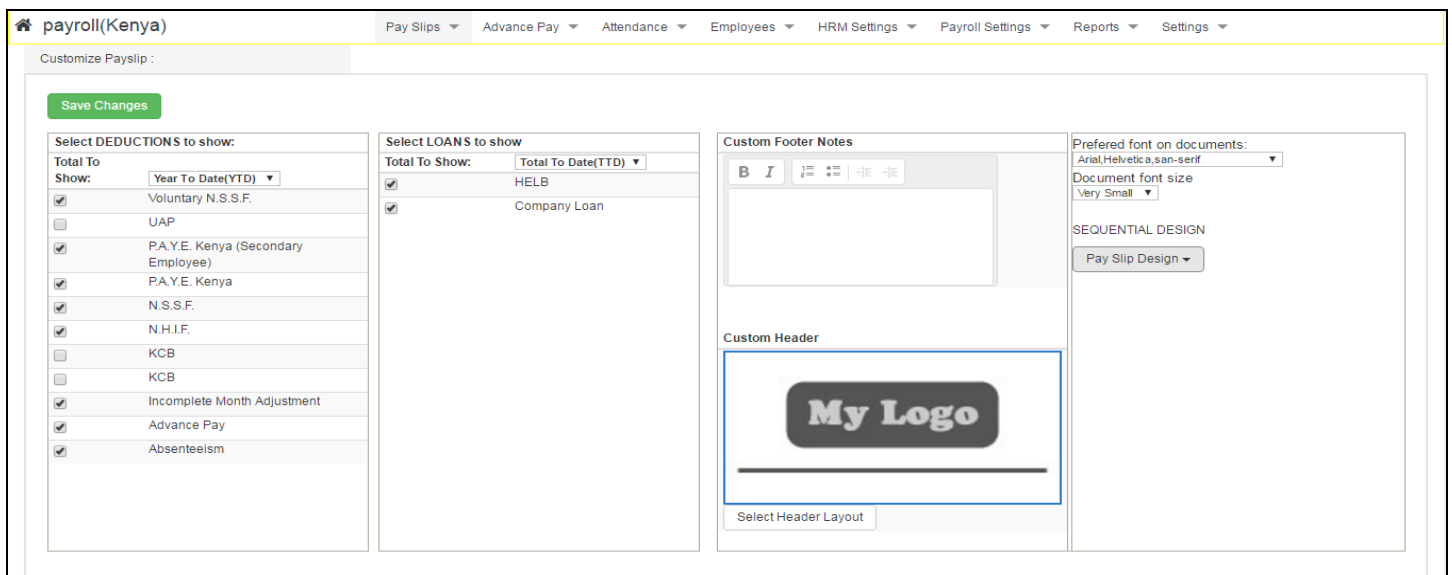 payroll(Kenya)
Pay Slips Advance Pay Attendance Employees HRM Settings Payroll Settings Reports Settings
Customize Payslip :
Save Changes
Select DEDUCTIONS to show:
Total To
Show:
Year To Date(YTD)
Voluntary N.S.S.F.
UAP
P.A.Y.E. Kenya (Secondary
Employee)
P.A.Y.E. Kenya
N.S.S.F.
N.H.I.F.
KCB
KCB
Incomplete Month Adjustment
Advance Pay
Absenteeism
Select LOANS to show
Total To Show:
Total To Date(TTD)
HELB
Company Loan
Custom Footer Notes
B I
Custom Header
My Logo
Select Header Layout
Prefered font on documents:
Arial,Helvetica,san-serif
Document font size
Very Small
SEQUENTIAL DESIGN
Pay Slip Design